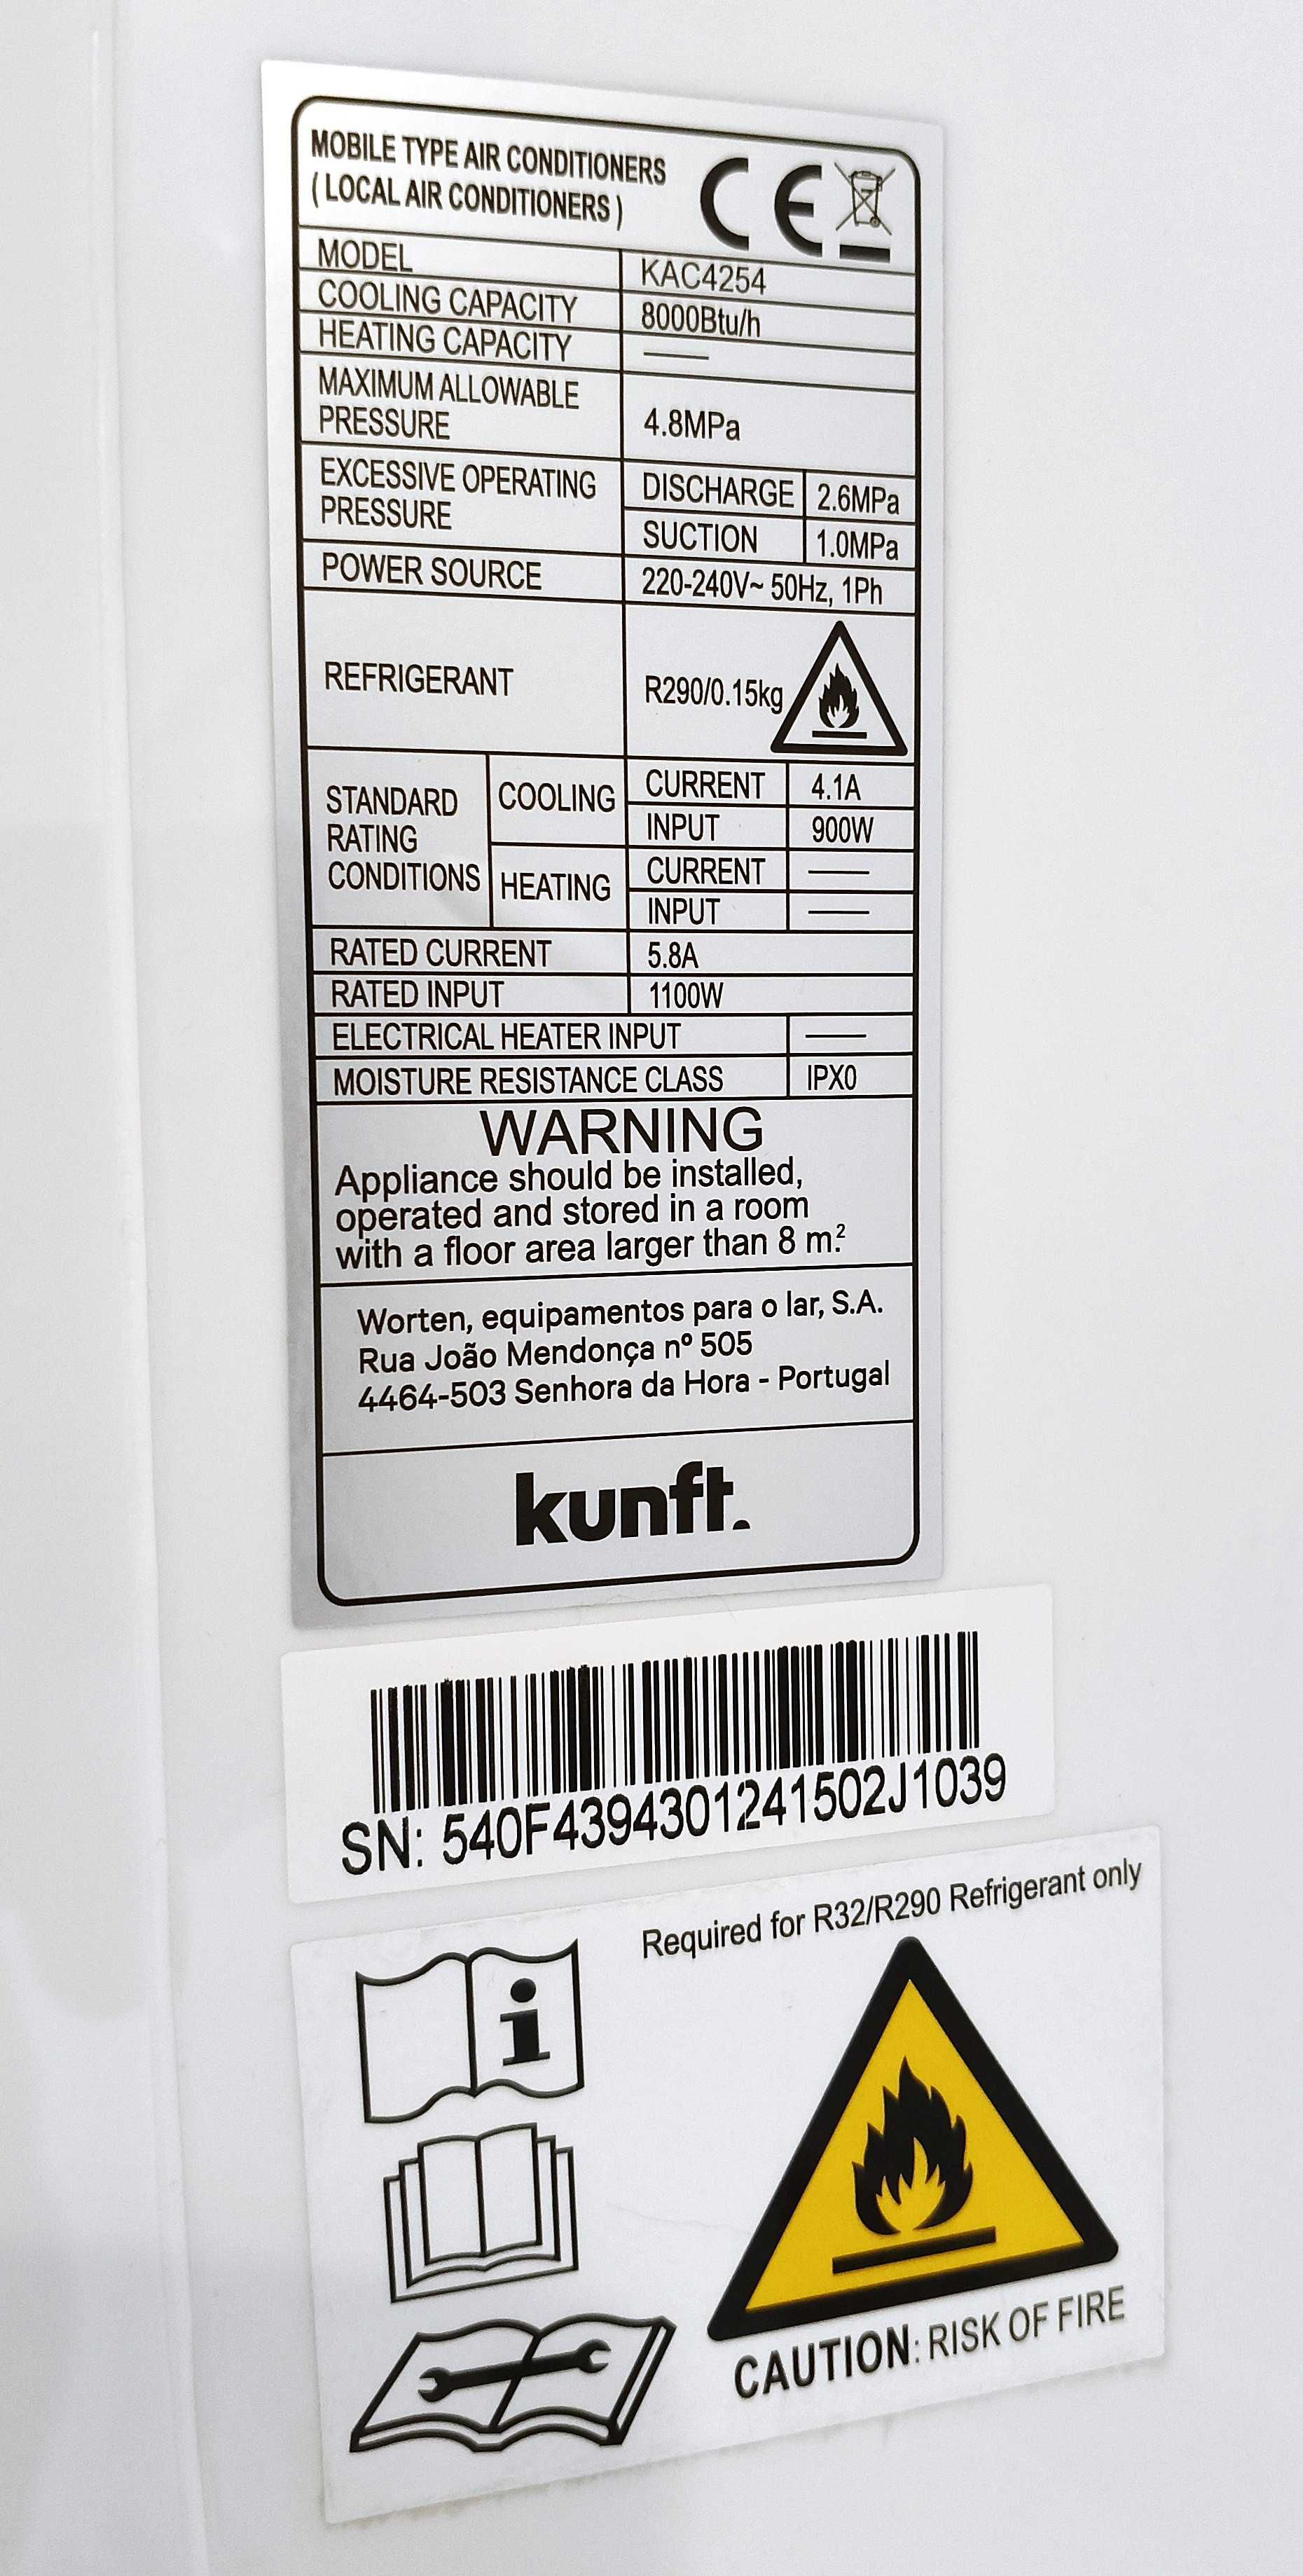 MOBILE TYPE AIR CONDITIONERS
( LOCAL AIR CONDITIONERS )
CE
MODEL KAC4254
COOLING CAPACITY 8000Btu/h
HEATING CAPACITY ——
MAXIMUM ALLOWABLE
PRESSURE 4.8MPa
EXCESSIVE OPERATING
PRESSURE
DISCHARGE 2.6MPa
SUCTION 1.0MPa
POWER SOURCE 220-240V~ 50Hz, 1Ph
REFRIGERANT R290/0.15kg
STANDARD
RATING
CONDITIONS
COOLING
CURRENT 4.1A
INPUT 900W
HEATING
CURRENT ——
INPUT ——
RATED CURRENT 5.8A
RATED INPUT 1100W
ELECTRICAL HEATER INPUT ——
MOISTURE RESISTANCE CLASS IPX0
WARNING
Appliance should be installed,
operated and stored in a room
with a floor area larger than 8 m.²
Worten, equipamentos para o lar, S.A.
Rua João Mendonça nº 505
4464-503 Senhora da Hora - Portugal
kunft.
SN: 540F4394301241502J1039
Required for R32/R290 Refrigerant only
i
CAUTION: RISK OF FIRE